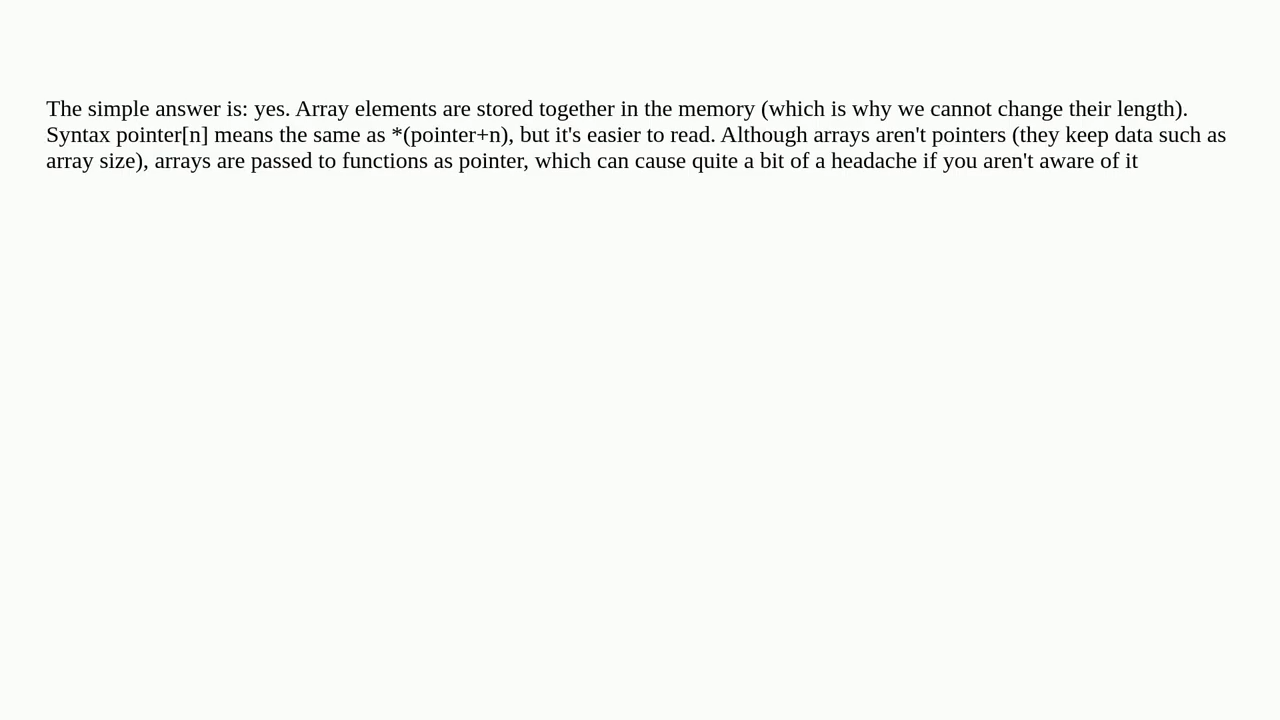 The simple answer is: yes. Array elements are stored together in the memory (which is why we cannot change their length).
Syntax pointer[n] means the same as *(pointer+n), but it's easier to read. Although arrays aren't pointers (they keep data such as
array size), arrays are passed to functions as pointer, which can cause quite a bit of a headache if you aren't aware of it